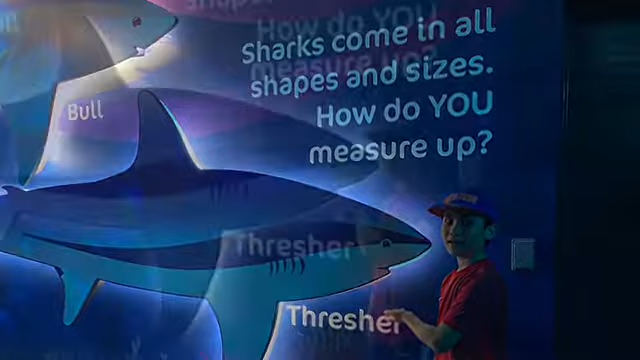 Sharks come in all
shapes and sizes.
How do YOU
measure up?
Bull
Thresher
Thresher